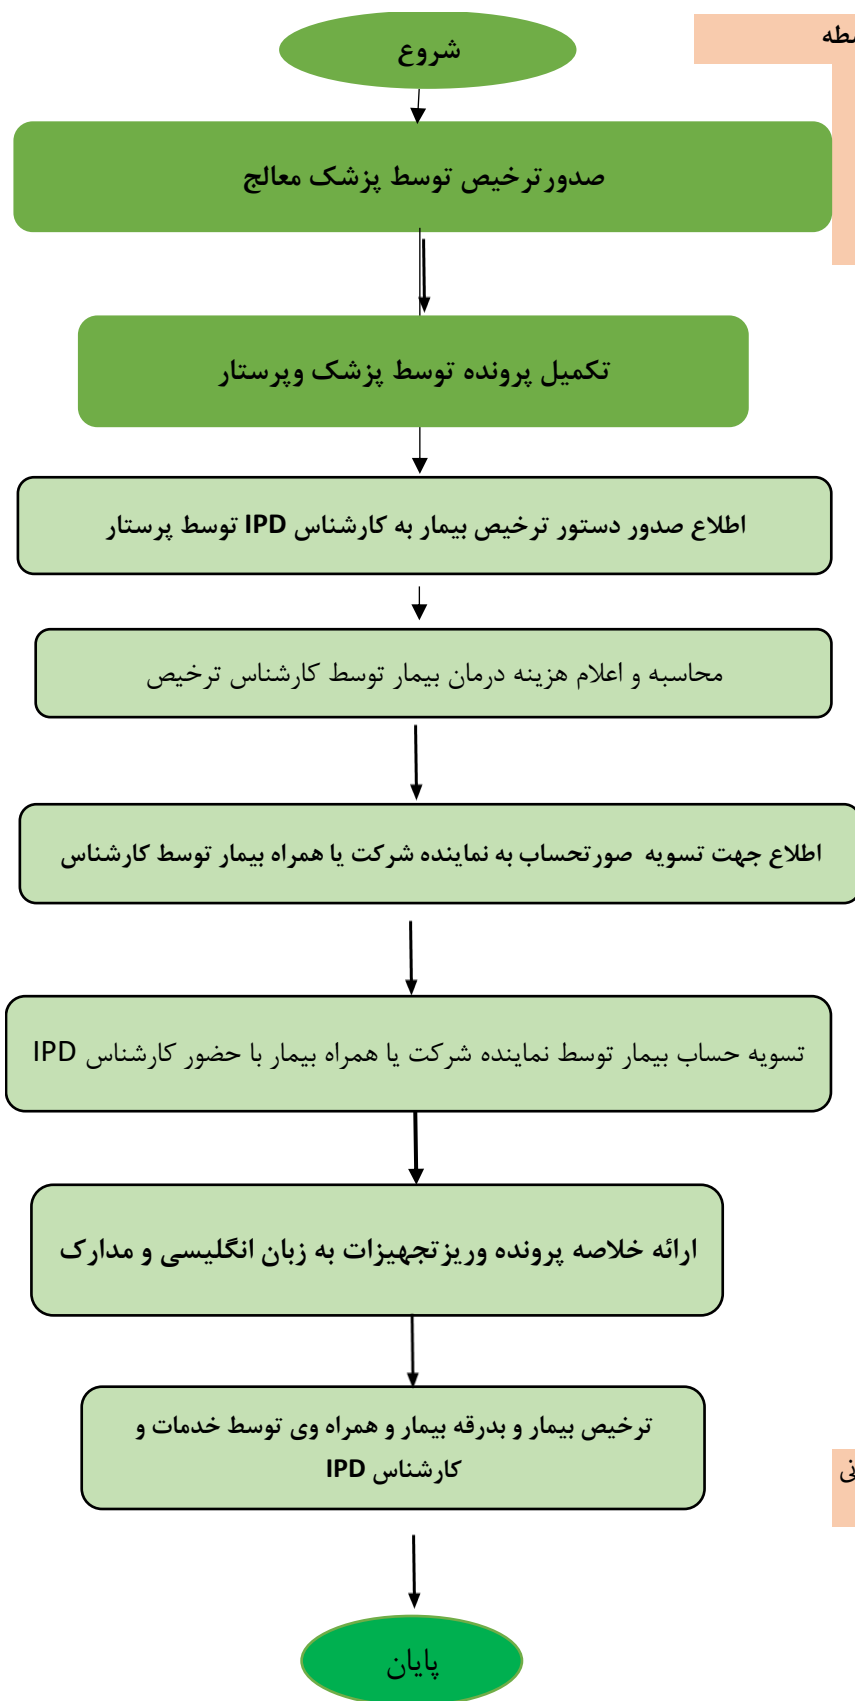 شروع
صدورترخیص توسط پزشک معالج
تکمیل پرونده توسط پزشک وپرستار
اطلاع صدور دستور ترخیص بیمار به کارشناس IPD توسط پرستار
محاسبه و اعلام هزینه درمان بیمار توسط کارشناس ترخیص
اطلاع جهت تسویه صورتحساب به نماینده شرکت یا همراه بیمار توسط کارشناس
تسویه حساب بیمار توسط نماینده شرکت یا همراه بیمار با حضور کارشناس IPD
ارائه خلاصه پرونده وریزتجهیزات به زبان انگلیسی و مدارک
ترخیص بیمار و بدرقه بیمار و همراه وی توسط خدمات و
کارشناس IPD
پایان